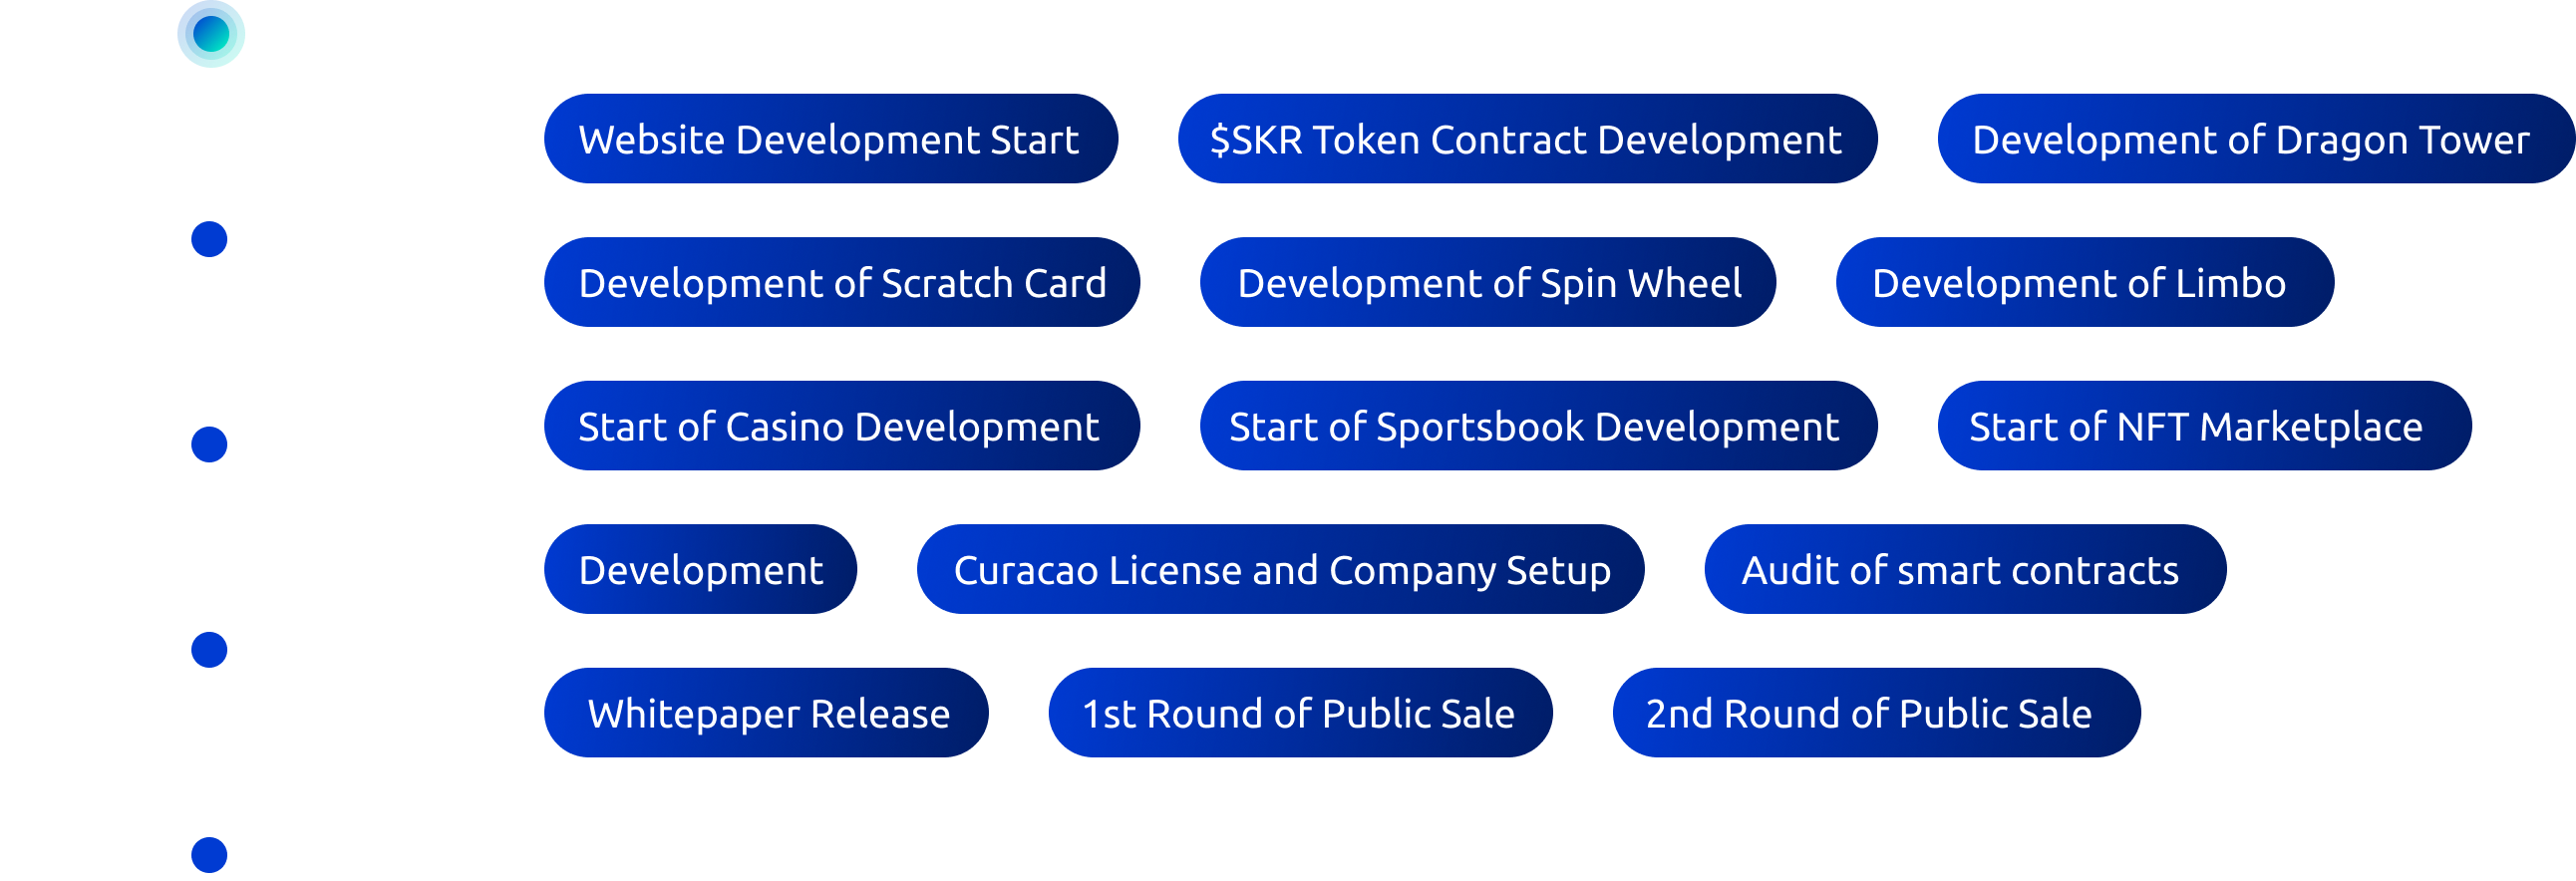 Website Development Start
$SKR Token Contract Development
Development of Dragon Tower
Development of Scratch Card
Development of Spin Wheel
Development of Limbo
Start of Casino Development
Start of Sportsbook Development
Start of NFT Marketplace
Development
Curacao License and Company Setup
Audit of smart contracts
Whitepaper Release
1st Round of Public Sale
2nd Round of Public Sale